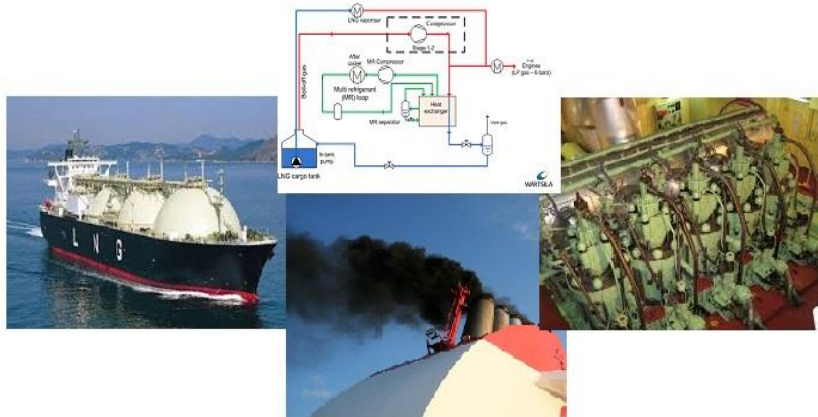 LNG vaporiser
Compressor
Stage 1-2
Engines
(LP gas – 6 bars)
Boil-off gas
After
cooler
MR Compressor
Multi refrigerant
(MR) loop
Heat
exchanger
Vent gas
MR separator
In-tank
pump
LNG cargo tank
WÄRTSILÄ
L N G